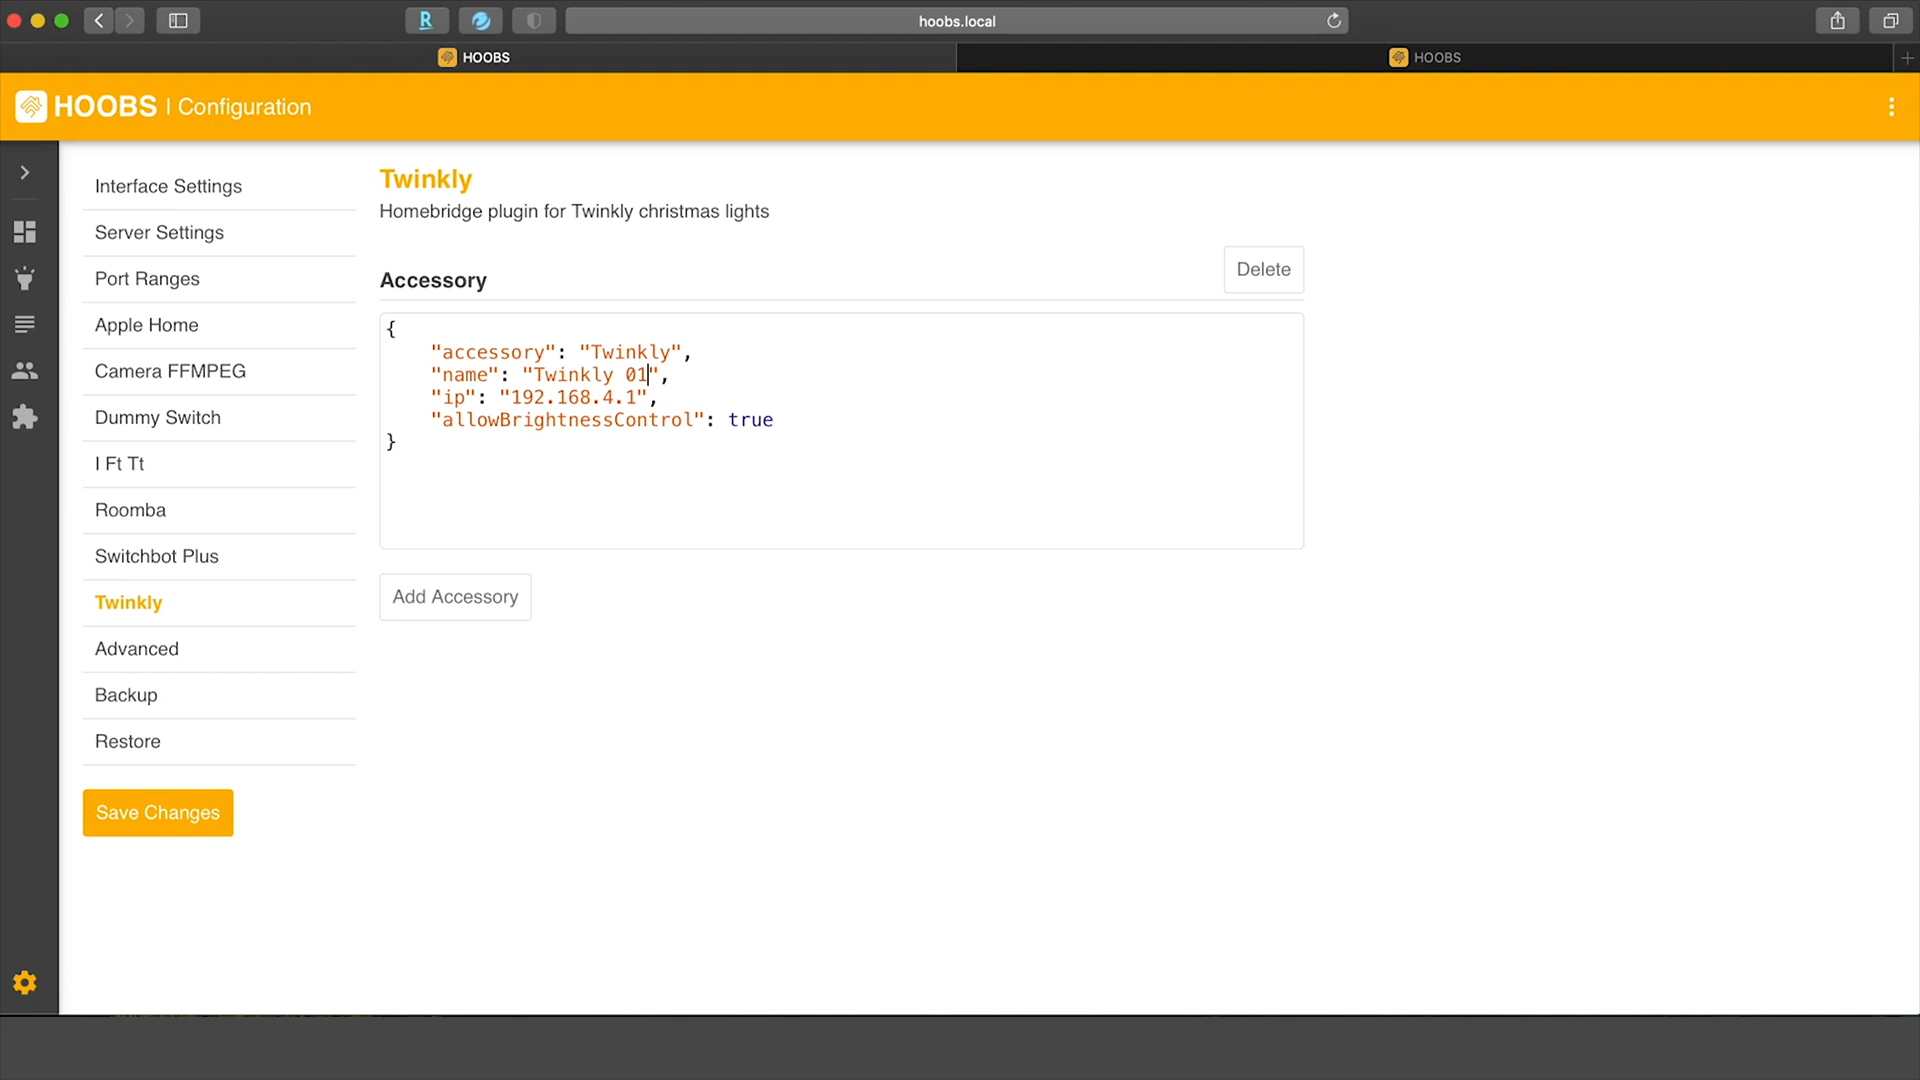 R
hoobs.local
HOOBS
HOOBS
HOOBS | Configuration
Interface Settings
Server Settings
Port Ranges
Apple Home
Camera FFMPEG
Dummy Switch
I Ft Tt
Roomba
Switchbot Plus
Twinkly
Advanced
Backup
Restore
Save Changes
Twinkly
Homebridge plugin for Twinkly christmas lights
Accessory
Delete
{
"accessory": "Twinkly",
"name": "Twinkly 01",
"ip": "192.168.4.1",
"allowBrightnessControl": true
}
Add Accessory